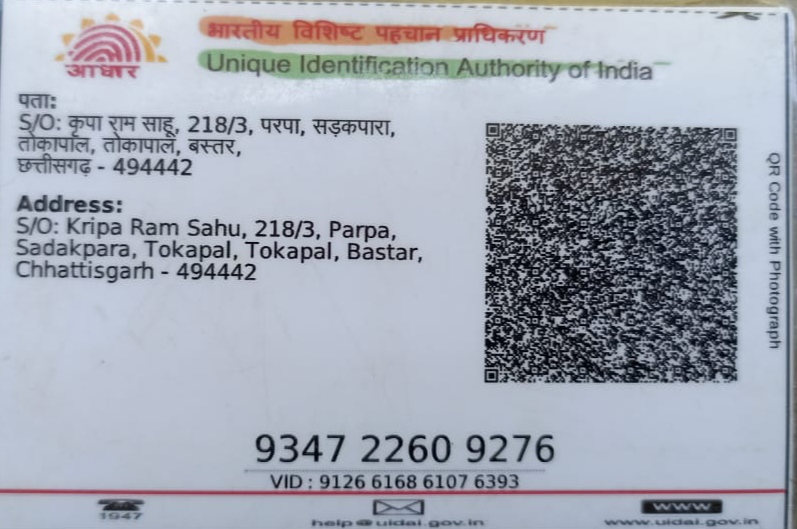 भारतीय विशिष्ट पहचान प्राधिकरण
Unique Identification Authority of India
आधार
पता:
S/O: कृपा राम साहू, 218/3, परपा, सड़कपारा,
तोकापाल, तोकापाल, बस्तर,
छत्तीसगढ़ - 494442
Address:
S/O: Kripa Ram Sahu, 218/3, Parpa,
Sadakpara, Tokapal, Tokapal, Bastar,
Chhattisgarh - 494442
QR Code with Photograph
9347 2260 9276
VID : 9126 6168 6107 6393
1947
help@uidai.gov.in
www
www.uidai.gov.in